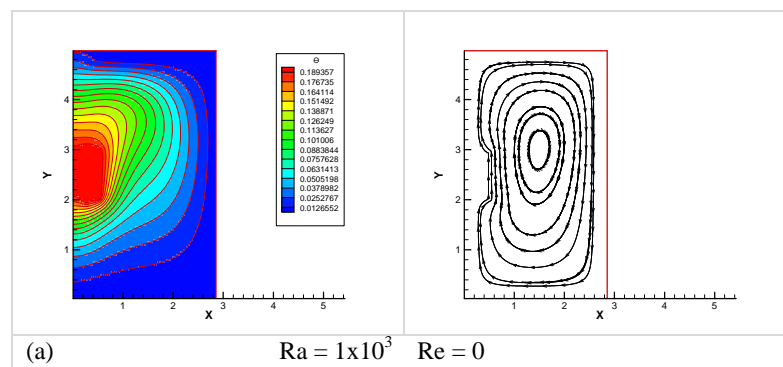 Θ
0.189357
0.176735
0.164114
0.151492
0.138871
0.126249
0.113627
0.101006
0.0883844
0.0757628
0.0631413
0.0505198
0.0378982
0.0252767
0.0126552
Y
4
3
2
1
1 2 3 4 5
X
Y
4
3
2
1
1 2 3 4 5
X
(a) Ra = 1x10³ Re = 0